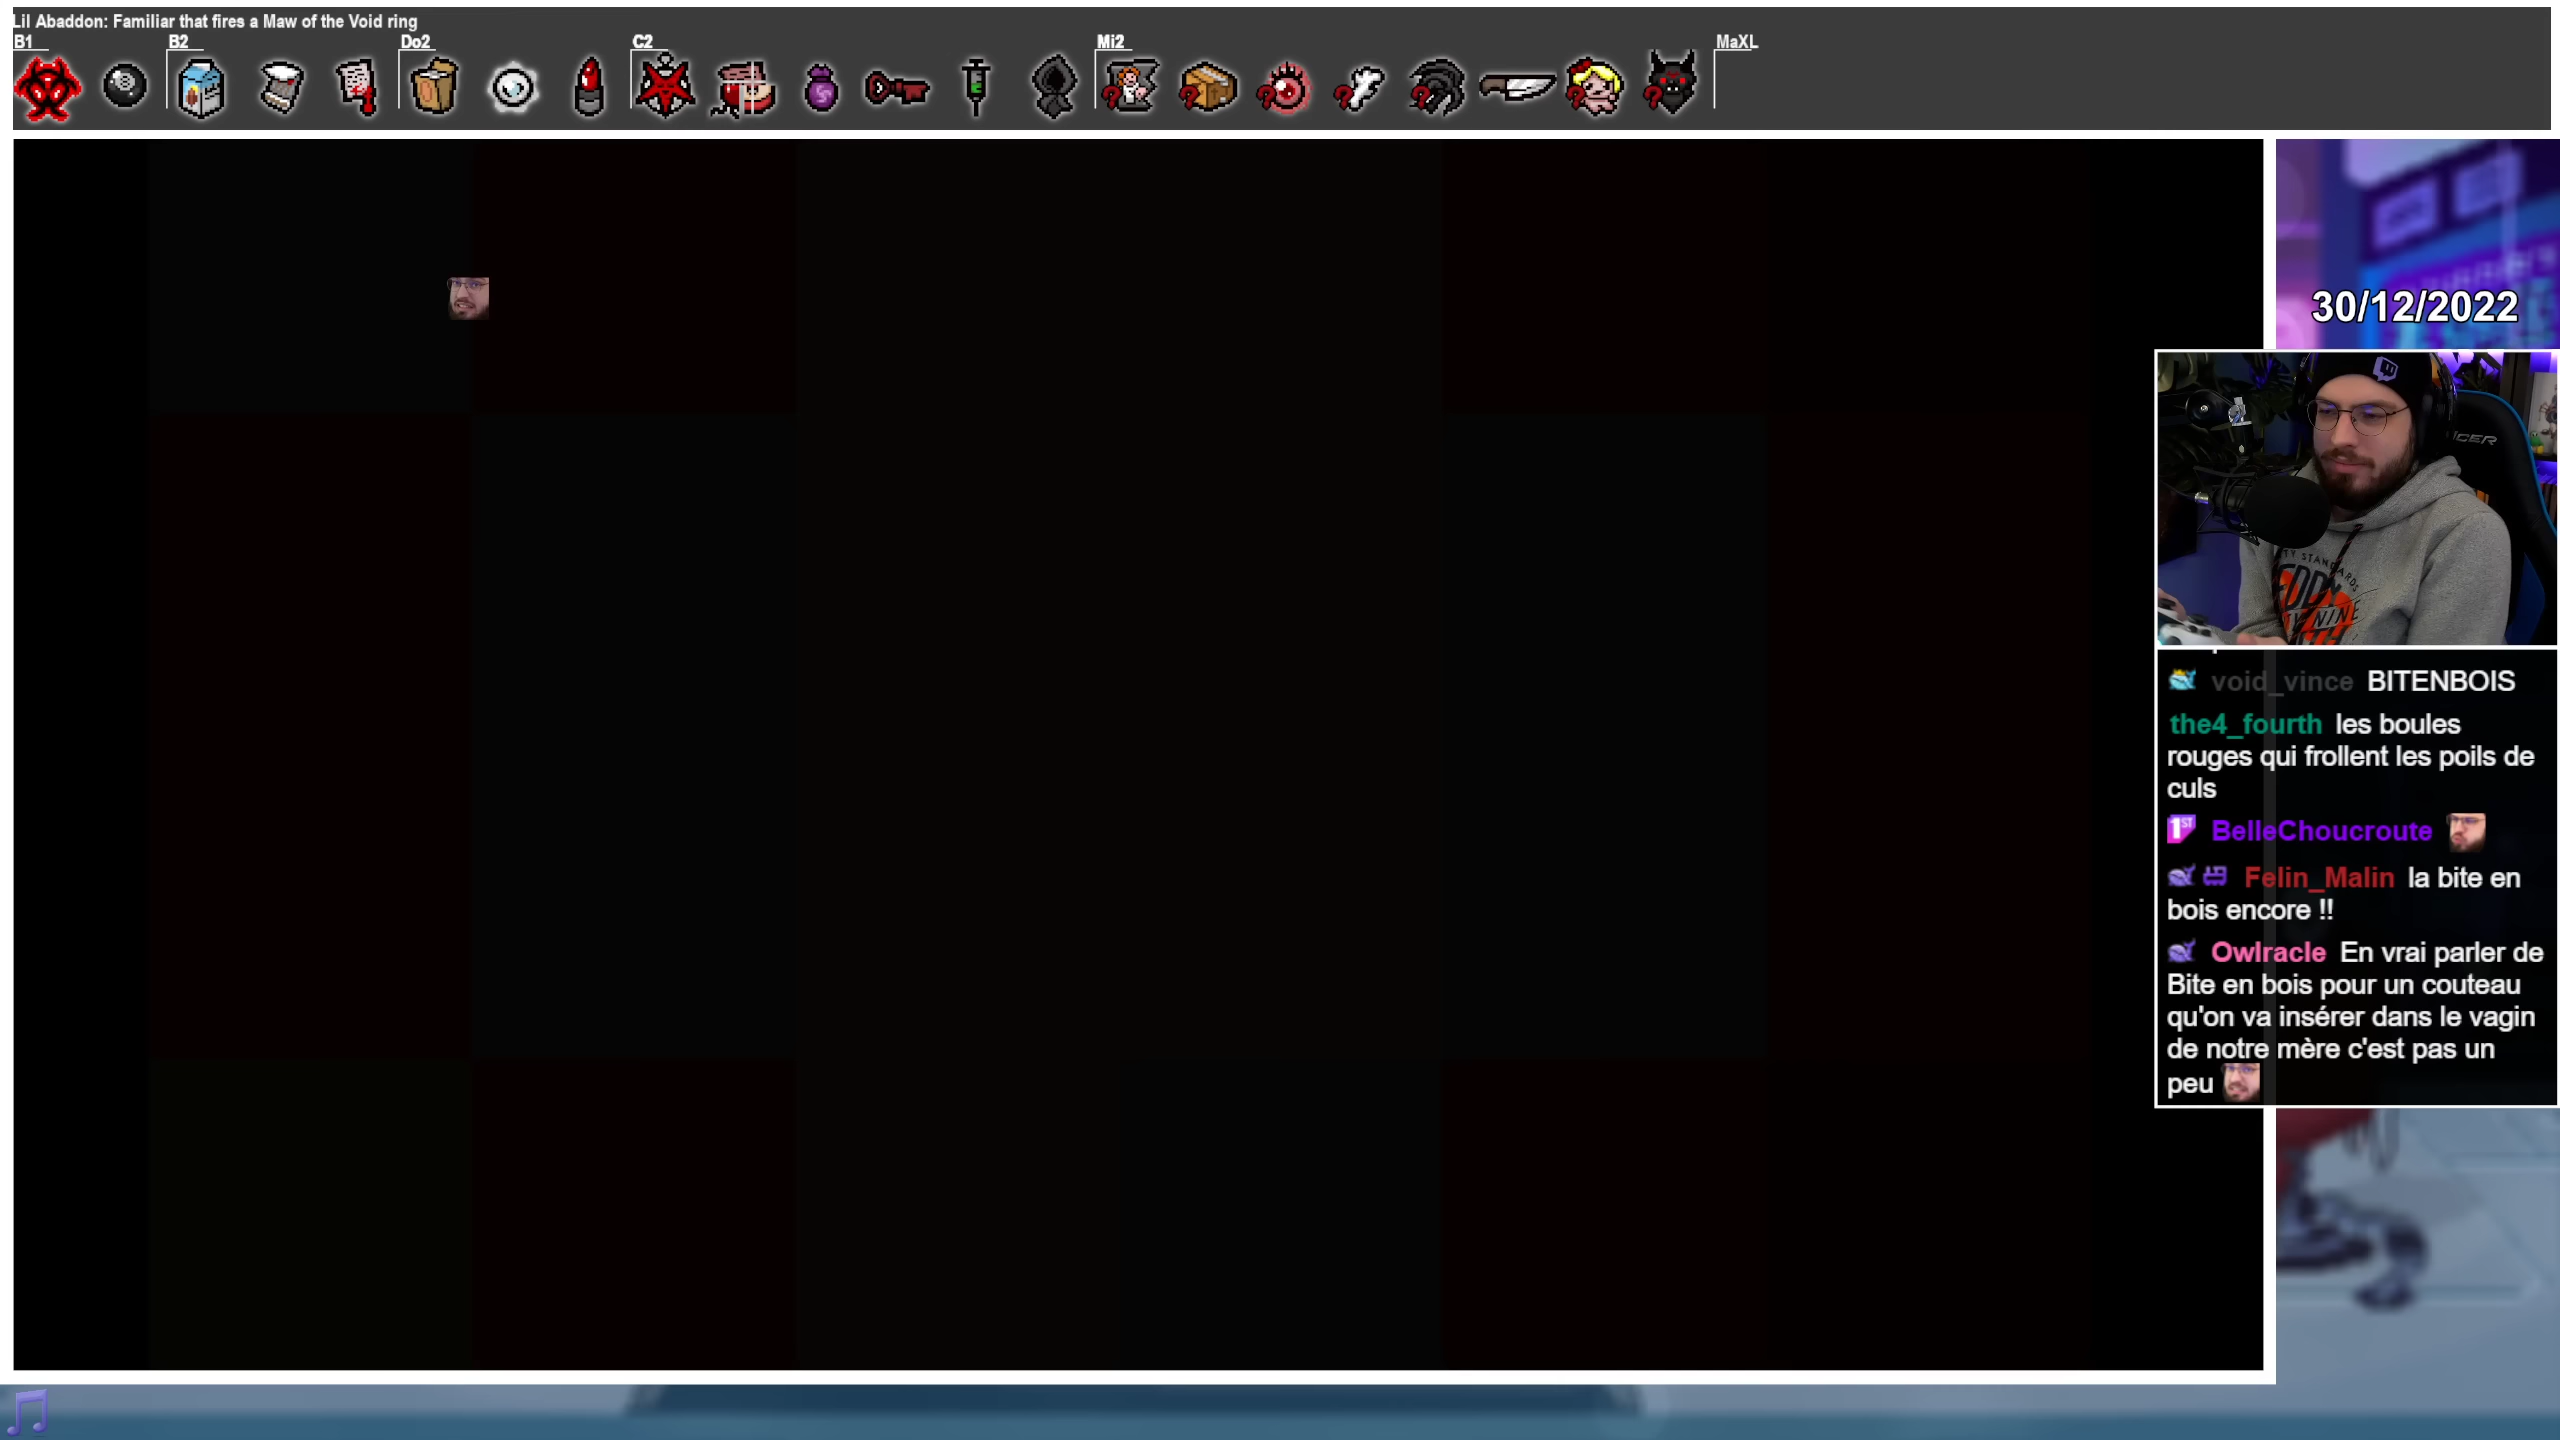 Lil Abaddon: Familiar that fires a Maw of the Void ring
B1 B2 Do2 C2 Mi2 MaXL
30/12/2022
void_vince BITENBOIS
the4_fourth les boules
rouges qui frollent les poils de
culs
1ST BelleChoucroute
Felin_Malin la bite en
bois encore !!
Owlracle En vrai parler de
Bite en bois pour un couteau
qu'on va insérer dans le vagin
de notre mère c'est pas un
peu